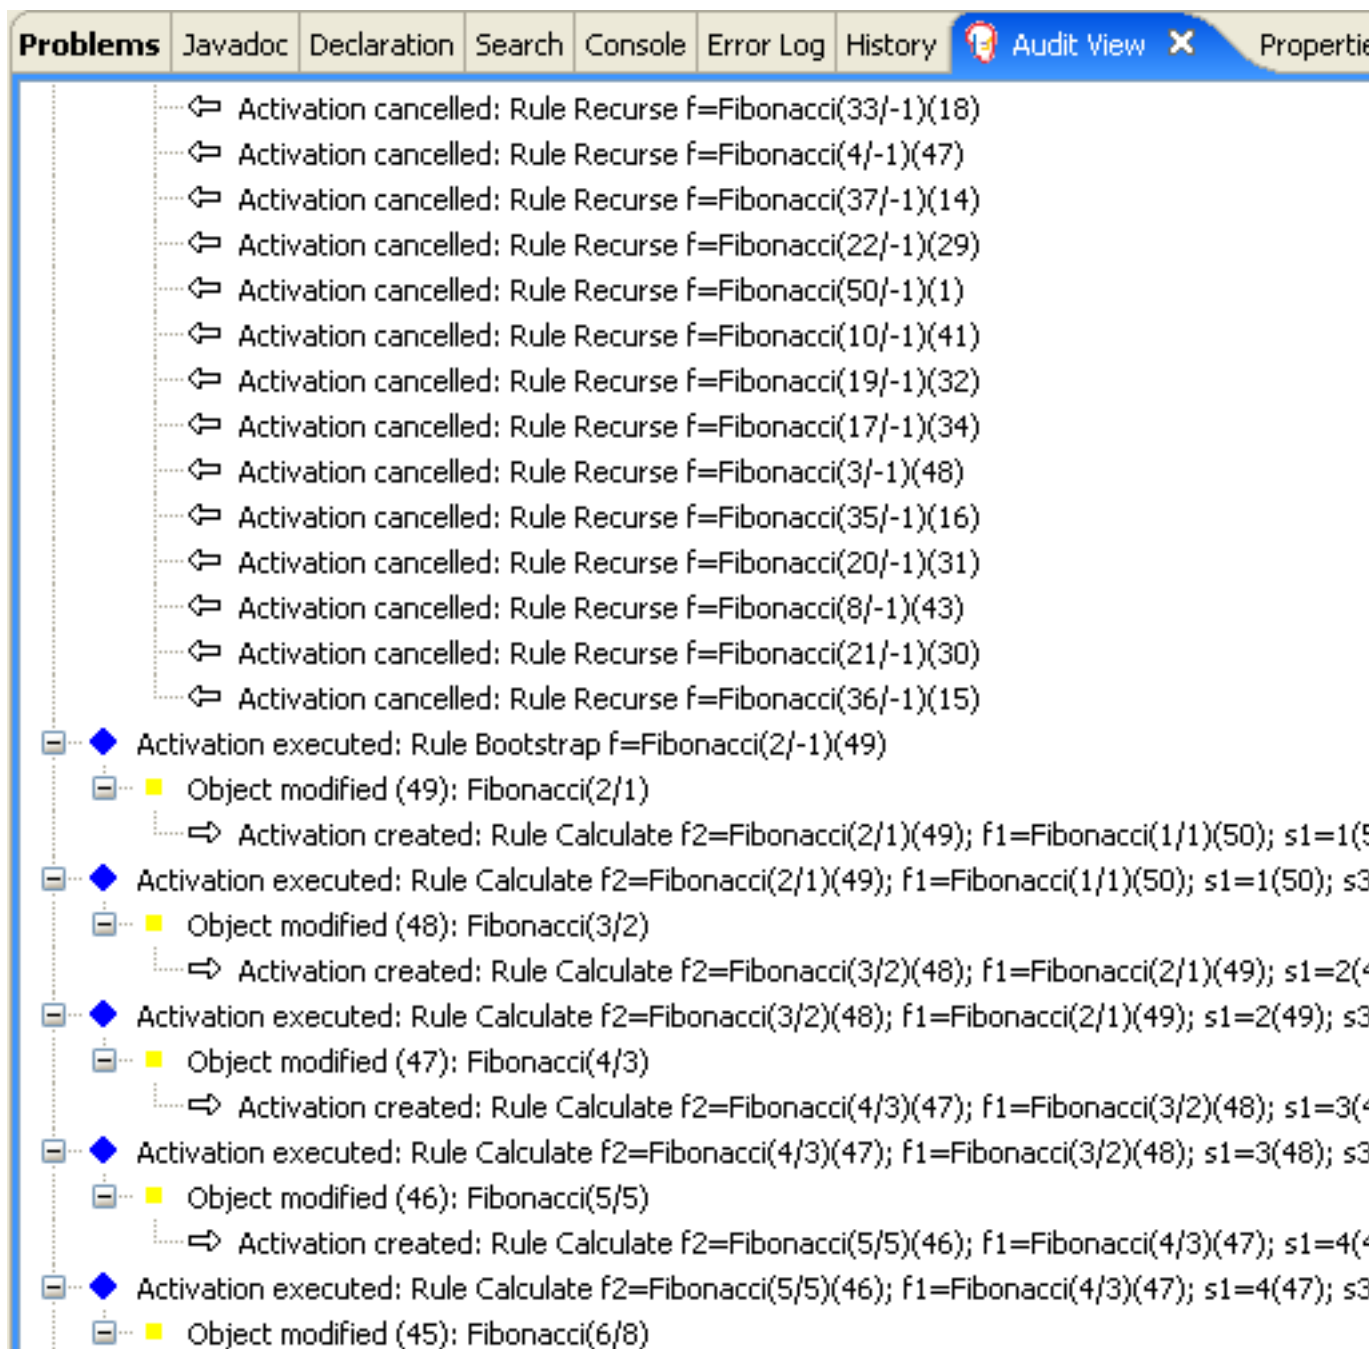 Problems Javadoc Declaration Search Console Error Log History Audit View Propertie
Activation cancelled: Rule Recurse f=Fibonacci(33/-1)(18)
Activation cancelled: Rule Recurse f=Fibonacci(4/-1)(47)
Activation cancelled: Rule Recurse f=Fibonacci(37/-1)(14)
Activation cancelled: Rule Recurse f=Fibonacci(22/-1)(29)
Activation cancelled: Rule Recurse f=Fibonacci(50/-1)(1)
Activation cancelled: Rule Recurse f=Fibonacci(10/-1)(41)
Activation cancelled: Rule Recurse f=Fibonacci(19/-1)(32)
Activation cancelled: Rule Recurse f=Fibonacci(17/-1)(34)
Activation cancelled: Rule Recurse f=Fibonacci(3/-1)(48)
Activation cancelled: Rule Recurse f=Fibonacci(35/-1)(16)
Activation cancelled: Rule Recurse f=Fibonacci(20/-1)(31)
Activation cancelled: Rule Recurse f=Fibonacci(8/-1)(43)
Activation cancelled: Rule Recurse f=Fibonacci(21/-1)(30)
Activation cancelled: Rule Recurse f=Fibonacci(36/-1)(15)
Activation executed: Rule Bootstrap f=Fibonacci(2/-1)(49)
Object modified (49): Fibonacci(2/1)
Activation created: Rule Calculate f2=Fibonacci(2/1)(49); f1=Fibonacci(1/1)(50); s1=1(5
Activation executed: Rule Calculate f2=Fibonacci(2/1)(49); f1=Fibonacci(1/1)(50); s1=1(50); s3
Object modified (48): Fibonacci(3/2)
Activation created: Rule Calculate f2=Fibonacci(3/2)(48); f1=Fibonacci(2/1)(49); s1=2(4
Activation executed: Rule Calculate f2=Fibonacci(3/2)(48); f1=Fibonacci(2/1)(49); s1=2(49); s3
Object modified (47): Fibonacci(4/3)
Activation created: Rule Calculate f2=Fibonacci(4/3)(47); f1=Fibonacci(3/2)(48); s1=3(4
Activation executed: Rule Calculate f2=Fibonacci(4/3)(47); f1=Fibonacci(3/2)(48); s1=3(48); s3
Object modified (46): Fibonacci(5/5)
Activation created: Rule Calculate f2=Fibonacci(5/5)(46); f1=Fibonacci(4/3)(47); s1=4(4
Activation executed: Rule Calculate f2=Fibonacci(5/5)(46); f1=Fibonacci(4/3)(47); s1=4(47); s3
Object modified (45): Fibonacci(6/8)